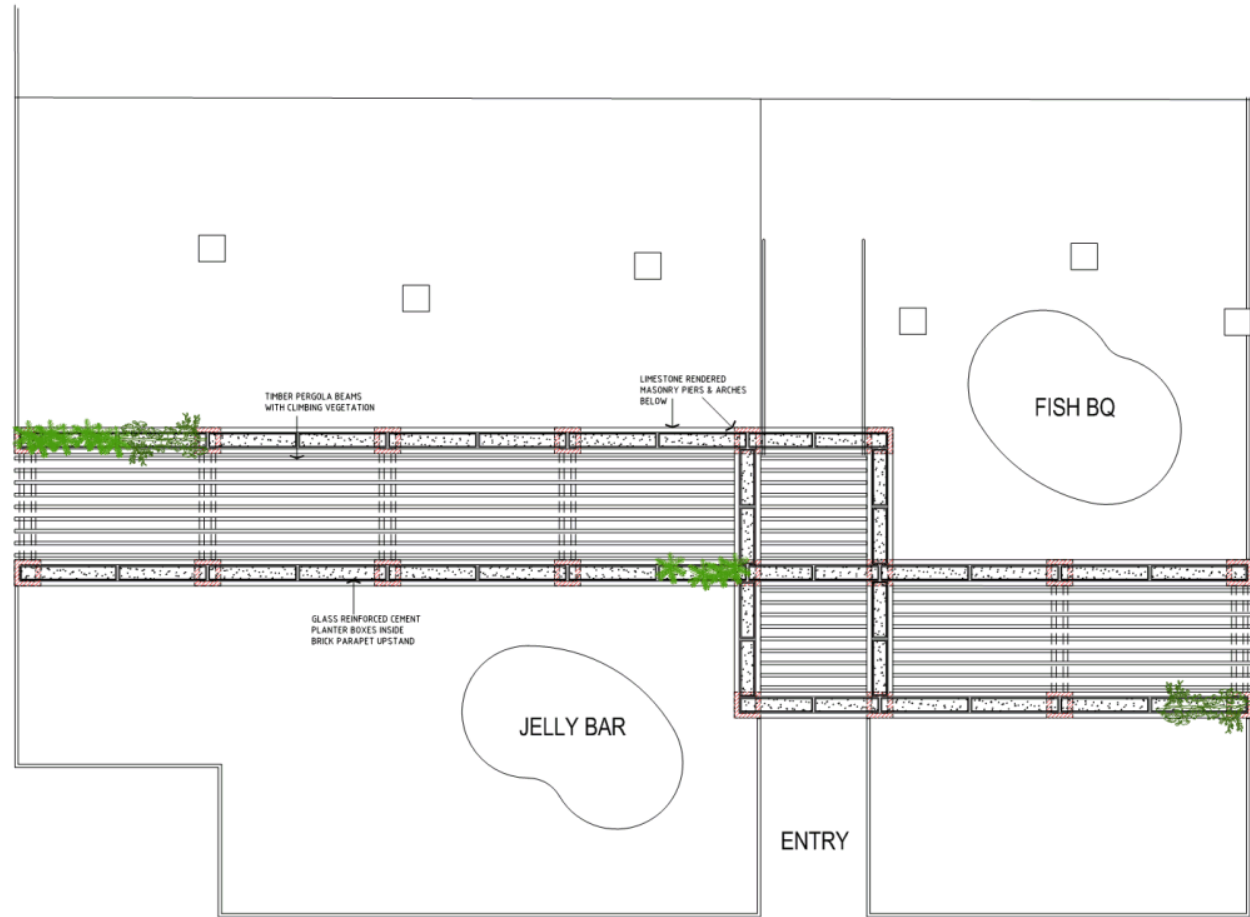 LIMESTONE RENDERED
MASONRY PIERS & ARCHES
BELOW
TIMBER PERGOLA BEAMS
WITH CLIMBING VEGETATION
FISH BQ
GLASS REINFORCED CEMENT
PLANTER BOXES INSIDE
BRICK PARAPET UPSTAND
JELLY BAR
ENTRY